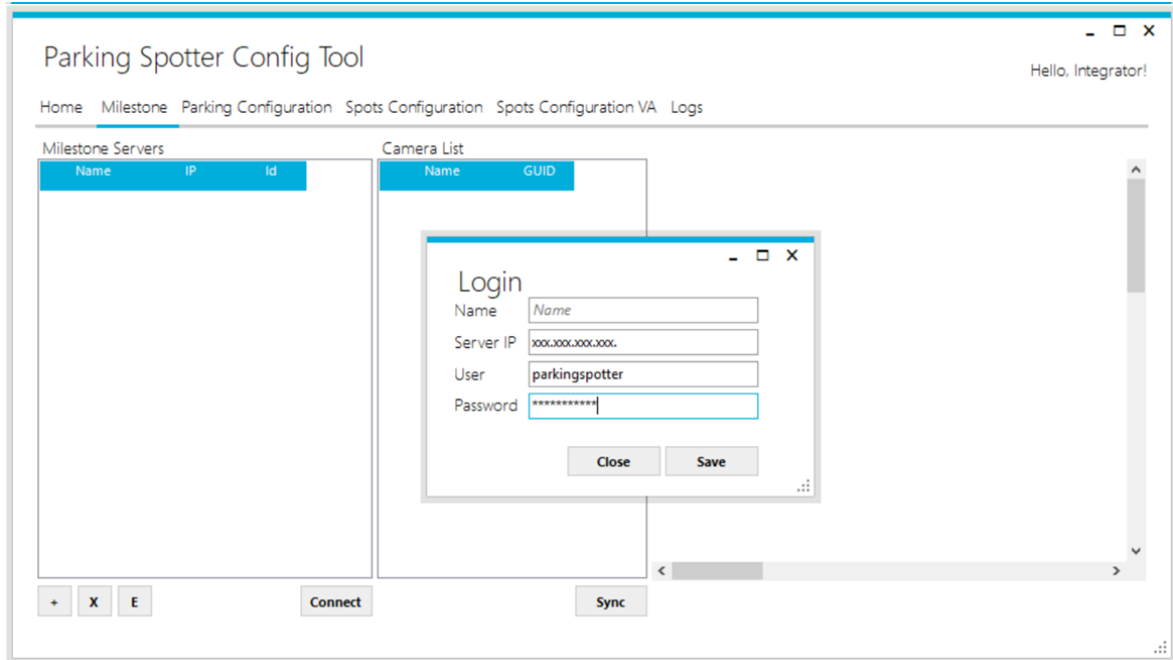 Parking Spotter Config Tool
Hello, Integrator!
Home Milestone Parking Configuration Spots Configuration Spots Configuration VA Logs
Milestone Servers Camera List
Name IP Id Name GUID
Login
Name Name
Server IP xxx.xxx.xxx.xxx.
User parkingspotter
Password ***********
Close Save
+ X E Connect Sync